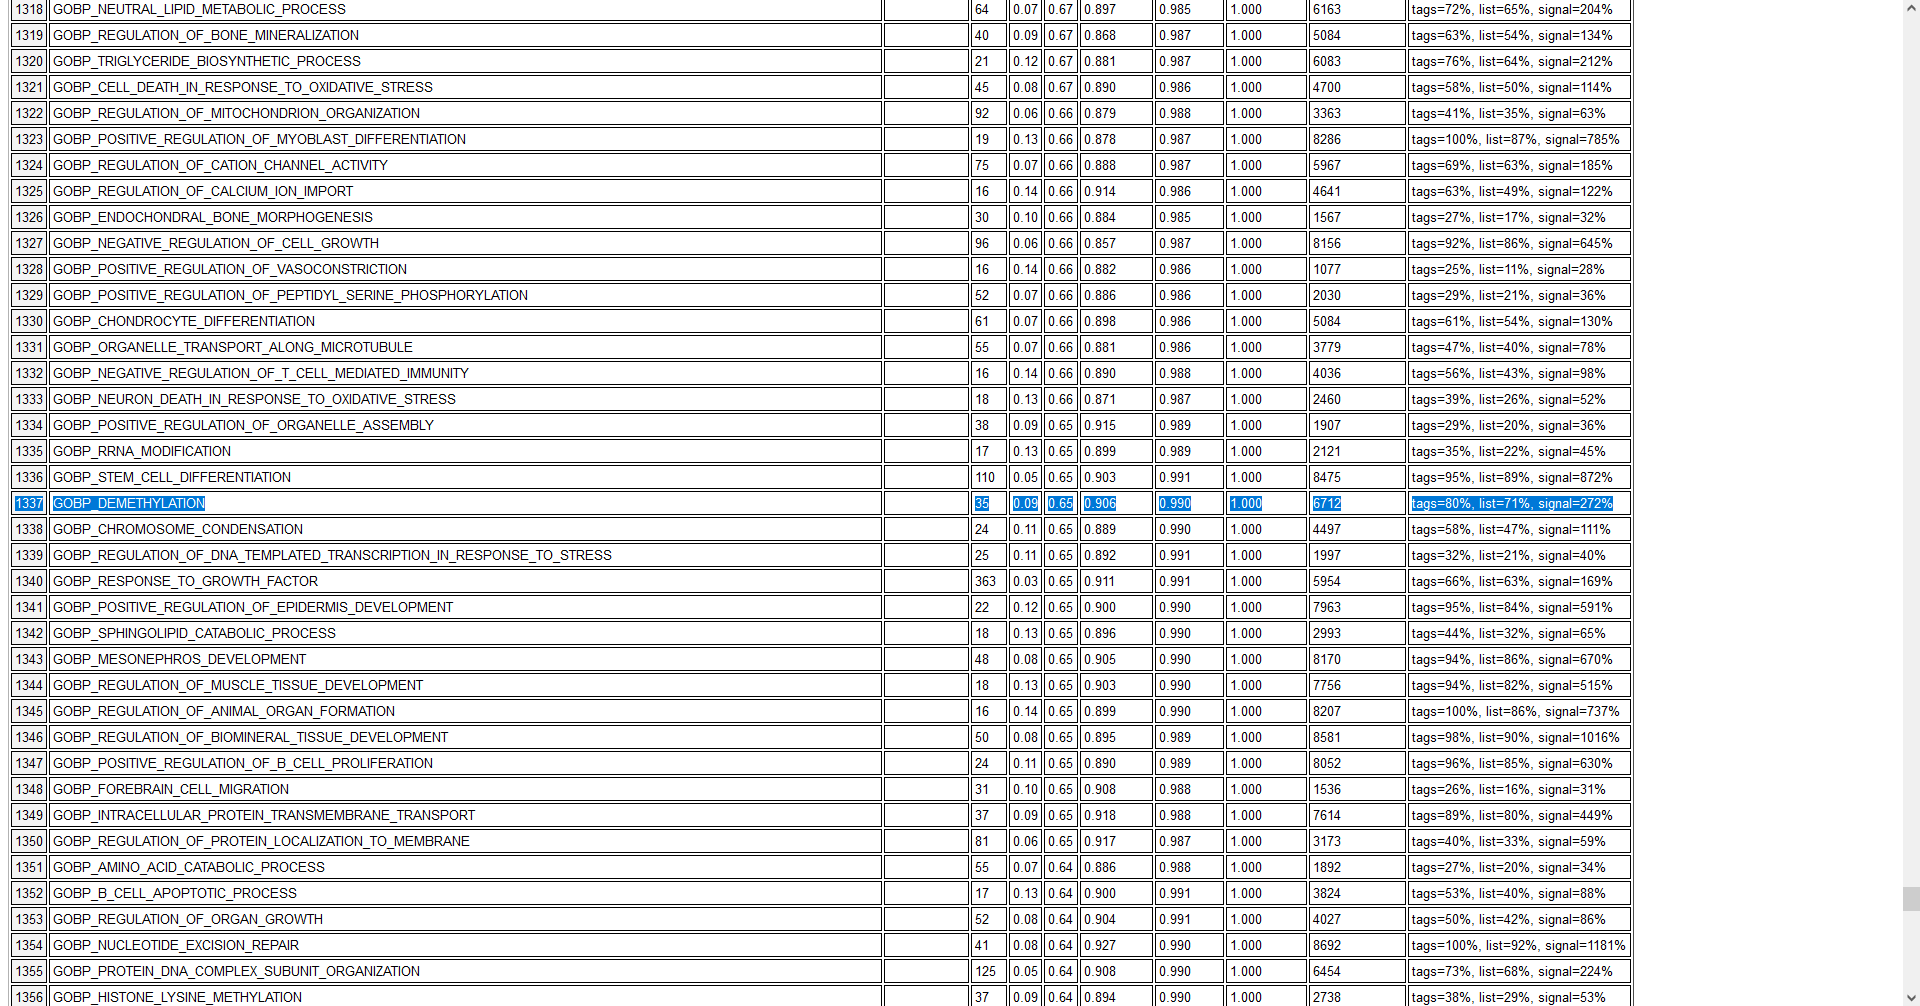 1318 GOBP_NEUTRAL_LIPID_METABOLIC_PROCESS 64 0.07 0.67 0.897 0.985 1.000 6163 tags=72%, list=65%, signal=204%
1319 GOBP_REGULATION_OF_BONE_MINERALIZATION 40 0.09 0.67 0.868 0.987 1.000 5084 tags=63%, list=54%, signal=134%
1320 GOBP_TRIGLYCERIDE_BIOSYNTHETIC_PROCESS 21 0.12 0.67 0.881 0.987 1.000 6083 tags=76%, list=64%, signal=212%
1321 GOBP_CELL_DEATH_IN_RESPONSE_TO_OXIDATIVE_STRESS 45 0.08 0.67 0.890 0.986 1.000 4700 tags=58%, list=50%, signal=114%
1322 GOBP_REGULATION_OF_MITOCHONDRION_ORGANIZATION 92 0.06 0.66 0.879 0.988 1.000 3363 tags=41%, list=35%, signal=63%
1323 GOBP_POSITIVE_REGULATION_OF_MYOBLAST_DIFFERENTIATION 19 0.13 0.66 0.878 0.987 1.000 8286 tags=100%, list=87%, signal=785%
1324 GOBP_REGULATION_OF_CATION_CHANNEL_ACTIVITY 75 0.07 0.66 0.888 0.987 1.000 5967 tags=69%, list=63%, signal=185%
1325 GOBP_REGULATION_OF_CALCIUM_ION_IMPORT 16 0.14 0.66 0.914 0.986 1.000 4641 tags=63%, list=49%, signal=122%
1326 GOBP_ENDOCHONDRAL_BONE_MORPHOGENESIS 30 0.10 0.66 0.884 0.985 1.000 1567 tags=27%, list=17%, signal=32%
1327 GOBP_NEGATIVE_REGULATION_OF_CELL_GROWTH 96 0.06 0.66 0.857 0.987 1.000 8156 tags=92%, list=86%, signal=645%
1328 GOBP_POSITIVE_REGULATION_OF_VASOCONSTRICTION 16 0.14 0.66 0.882 0.986 1.000 1077 tags=25%, list=11%, signal=28%
1329 GOBP_POSITIVE_REGULATION_OF_PEPTIDYL_SERINE_PHOSPHORYLATION 52 0.07 0.66 0.886 0.986 1.000 2030 tags=29%, list=21%, signal=36%
1330 GOBP_CHONDROCYTE_DIFFERENTIATION 61 0.07 0.66 0.898 0.986 1.000 5084 tags=61%, list=54%, signal=130%
1331 GOBP_ORGANELLE_TRANSPORT_ALONG_MICROTUBULE 55 0.07 0.66 0.881 0.986 1.000 3779 tags=47%, list=40%, signal=78%
1332 GOBP_NEGATIVE_REGULATION_OF_T_CELL_MEDIATED_IMMUNITY 16 0.14 0.66 0.890 0.988 1.000 4036 tags=56%, list=43%, signal=98%
1333 GOBP_NEURON_DEATH_IN_RESPONSE_TO_OXIDATIVE_STRESS 18 0.13 0.66 0.871 0.987 1.000 2460 tags=39%, list=26%, signal=52%
1334 GOBP_POSITIVE_REGULATION_OF_ORGANELLE_ASSEMBLY 38 0.09 0.65 0.915 0.989 1.000 1907 tags=29%, list=20%, signal=36%
1335 GOBP_RRNA_MODIFICATION 17 0.13 0.65 0.899 0.989 1.000 2121 tags=35%, list=22%, signal=45%
1336 GOBP_STEM_CELL_DIFFERENTIATION 110 0.05 0.65 0.903 0.991 1.000 8475 tags=95%, list=89%, signal=872%
1337 GOBP_DEMETHYLATION 35 0.09 0.65 0.906 0.990 1.000 6712 tags=80%, list=71%, signal=272%
1338 GOBP_CHROMOSOME_CONDENSATION 24 0.11 0.65 0.889 0.990 1.000 4497 tags=58%, list=47%, signal=111%
1339 GOBP_REGULATION_OF_DNA_TEMPLATED_TRANSCRIPTION_IN_RESPONSE_TO_STRESS 25 0.11 0.65 0.892 0.991 1.000 1997 tags=32%, list=21%, signal=40%
1340 GOBP_RESPONSE_TO_GROWTH_FACTOR 363 0.03 0.65 0.911 0.991 1.000 5954 tags=66%, list=63%, signal=169%
1341 GOBP_POSITIVE_REGULATION_OF_EPIDERMIS_DEVELOPMENT 22 0.12 0.65 0.900 0.990 1.000 7963 tags=95%, list=84%, signal=591%
1342 GOBP_SPHINGOLIPID_CATABOLIC_PROCESS 18 0.13 0.65 0.896 0.990 1.000 2993 tags=44%, list=32%, signal=65%
1343 GOBP_MESONEPHROS_DEVELOPMENT 48 0.08 0.65 0.905 0.990 1.000 8170 tags=94%, list=86%, signal=670%
1344 GOBP_REGULATION_OF_MUSCLE_TISSUE_DEVELOPMENT 18 0.13 0.65 0.903 0.990 1.000 7756 tags=94%, list=82%, signal=515%
1345 GOBP_REGULATION_OF_ANIMAL_ORGAN_FORMATION 16 0.14 0.65 0.899 0.990 1.000 8207 tags=100%, list=86%, signal=737%
1346 GOBP_REGULATION_OF_BIOMINERAL_TISSUE_DEVELOPMENT 50 0.08 0.65 0.895 0.989 1.000 8581 tags=98%, list=90%, signal=1016%
1347 GOBP_POSITIVE_REGULATION_OF_B_CELL_PROLIFERATION 24 0.11 0.65 0.890 0.989 1.000 8052 tags=96%, list=85%, signal=630%
1348 GOBP_FOREBRAIN_CELL_MIGRATION 31 0.10 0.65 0.908 0.988 1.000 1536 tags=26%, list=16%, signal=31%
1349 GOBP_INTRACELLULAR_PROTEIN_TRANSMEMBRANE_TRANSPORT 37 0.09 0.65 0.918 0.988 1.000 7614 tags=89%, list=80%, signal=449%
1350 GOBP_REGULATION_OF_PROTEIN_LOCALIZATION_TO_MEMBRANE 81 0.06 0.65 0.917 0.987 1.000 3173 tags=40%, list=33%, signal=59%
1351 GOBP_AMINO_ACID_CATABOLIC_PROCESS 55 0.07 0.64 0.886 0.988 1.000 1892 tags=27%, list=20%, signal=34%
1352 GOBP_B_CELL_APOPTOTIC_PROCESS 17 0.13 0.64 0.900 0.991 1.000 3824 tags=53%, list=40%, signal=88%
1353 GOBP_REGULATION_OF_ORGAN_GROWTH 52 0.08 0.64 0.904 0.991 1.000 4027 tags=50%, list=42%, signal=86%
1354 GOBP_NUCLEOTIDE_EXCISION_REPAIR 41 0.08 0.64 0.927 0.990 1.000 8692 tags=100%, list=92%, signal=1181%
1355 GOBP_PROTEIN_DNA_COMPLEX_SUBUNIT_ORGANIZATION 125 0.05 0.64 0.908 0.990 1.000 6454 tags=73%, list=68%, signal=224%
1356 GOBP_HISTONE_LYSINE_METHYLATION 37 0.09 0.64 0.894 0.990 1.000 2738 tags=38%, list=29%, signal=53%